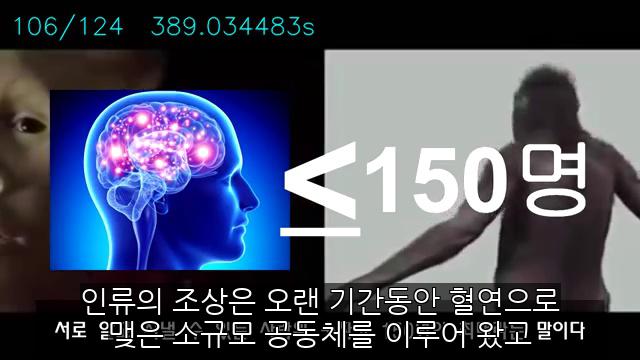 106/124 389.034483s
≤150명
인류의 조상은 오랜 기간동안 혈연으로
맺은 소규모 공동체를 이루어 왔고
서로 말이다